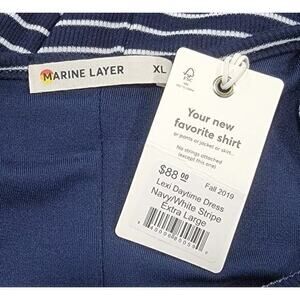 MARINE LAYER XL
FSC
Your new
favorite shirt
or pants or jacket or skirt...
No strings attached
(except this one)
$88.00
Fall 2019
Lexi Daytime Dress
Navy/White Stripe
Extra Large